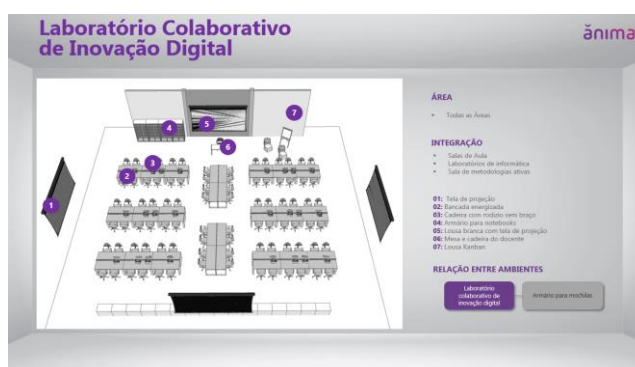 Laboratório Colaborativo
de Inovação Digital
ănıma
1
2
3
4
5
6
7
ÁREA
• Todas as Áreas
INTEGRAÇÃO
• Salas de Aula
• Laboratórios de informática
• Sala de metodologias ativas
01: Tela de projeção
02: Bancada energizada
03: Cadeira com rodízio sem braço
04: Armário para notebooks
05: Lousa branca com tela de projeção
06: Mesa e cadeira do docente
07: Lousa Kanban
RELAÇÃO ENTRE AMBIENTES
Laboratório
colaborativo de
inovação digital
Armário para mochilas